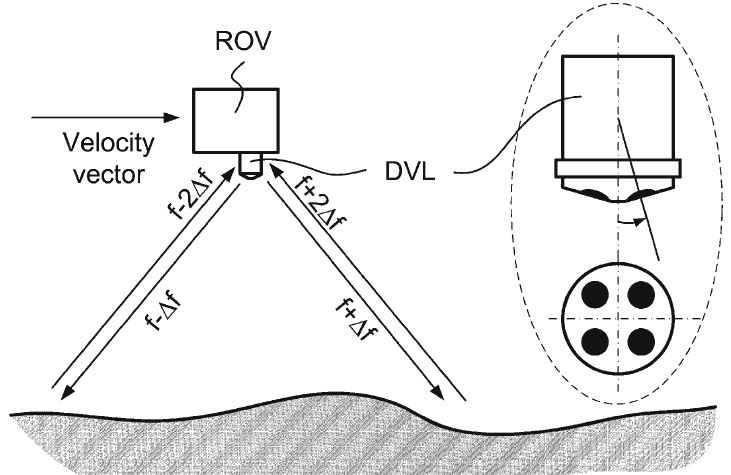 ROV
Velocity
vector
DVL
f-2Δf
f+2Δf
f-Δf
f+Δf